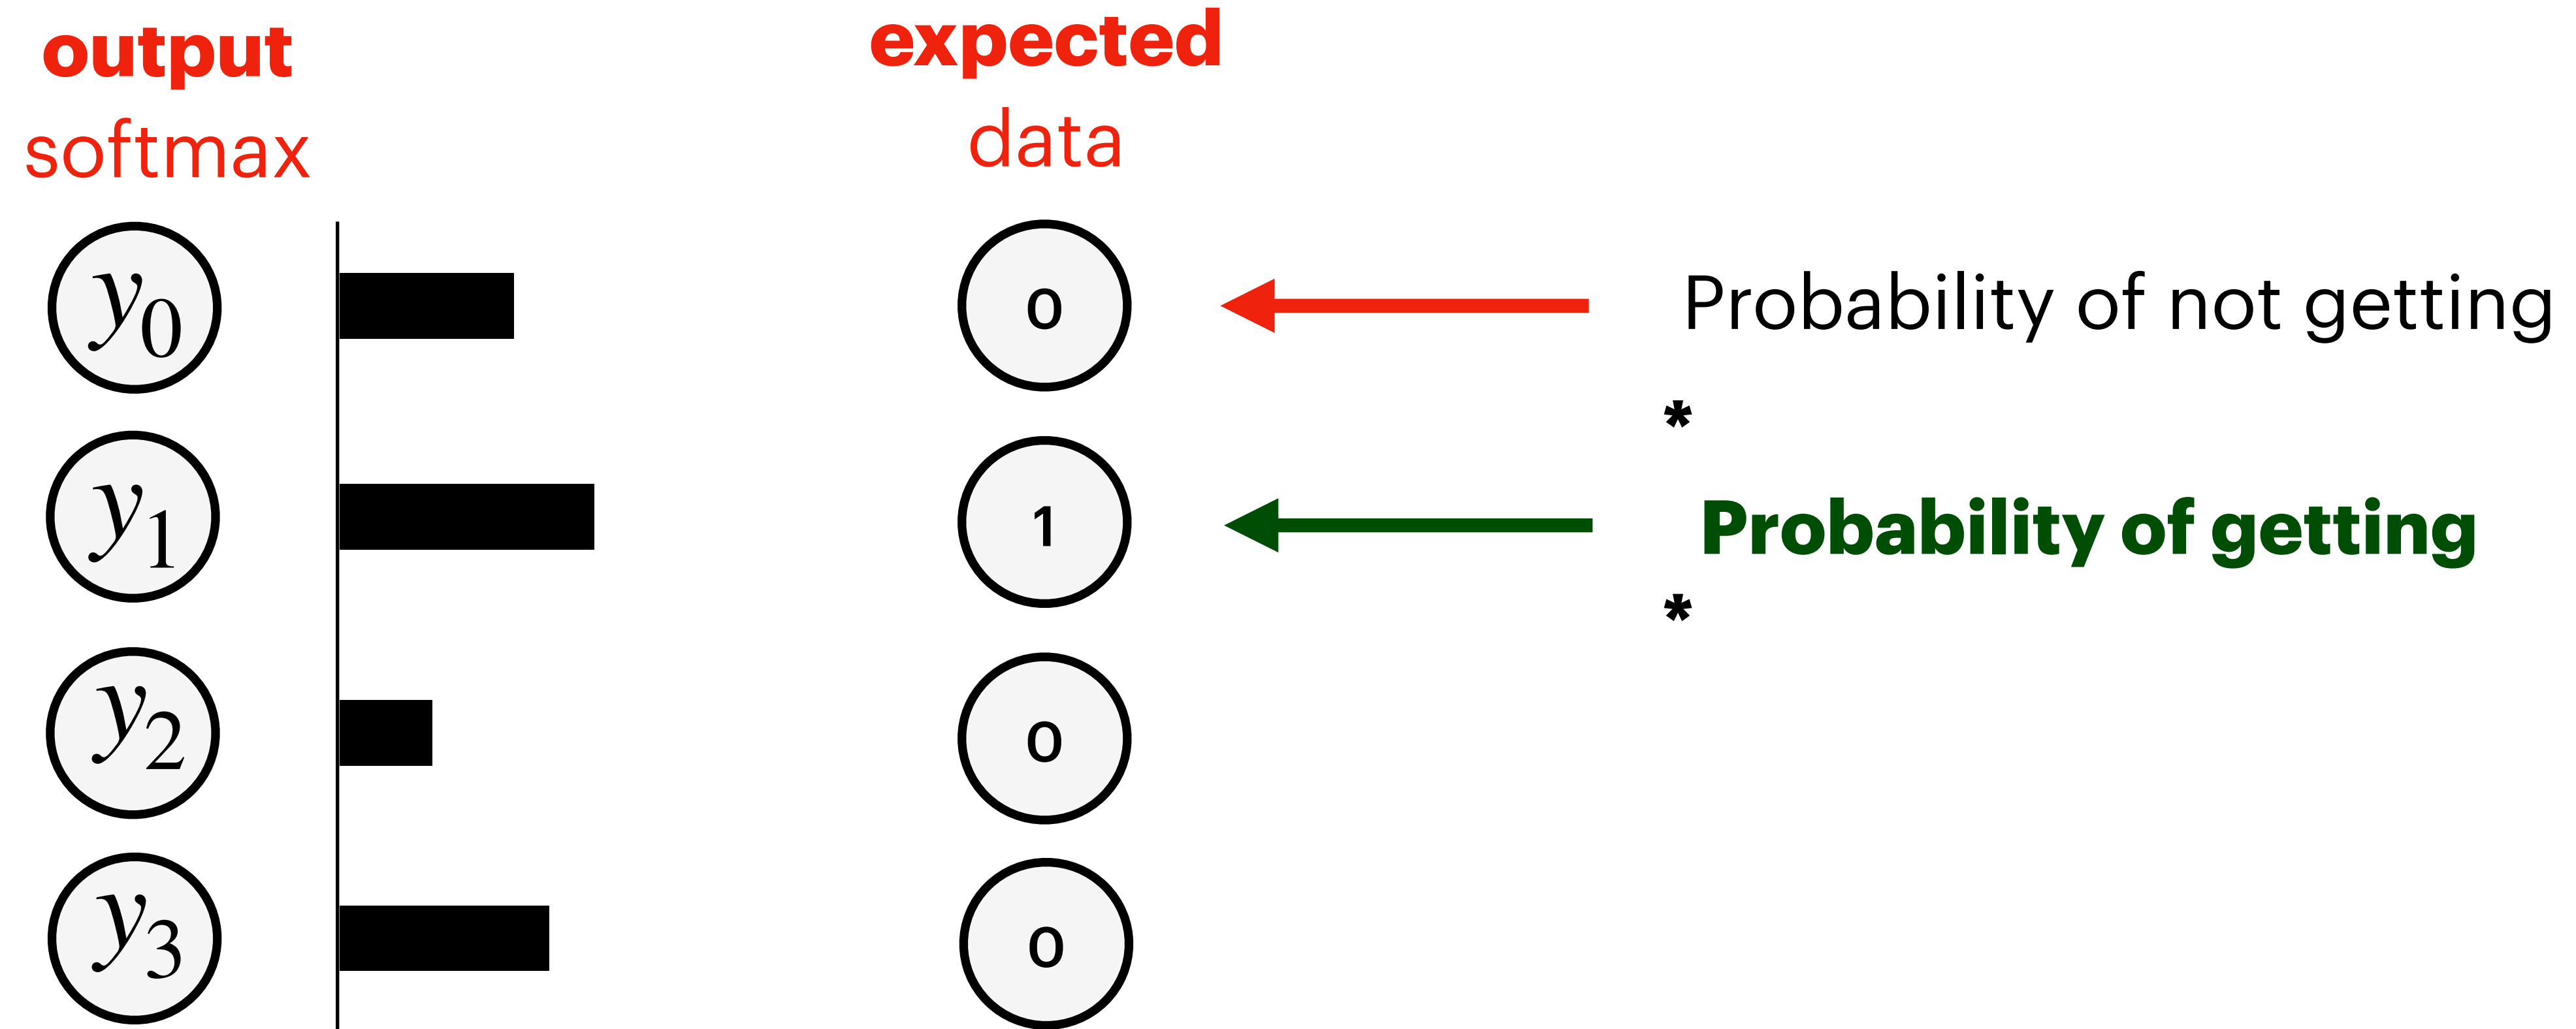 output
softmax
expected
data
y0
0
Probability of not getting
*
y1
1
Probability of getting
*
y2
0
y3
0